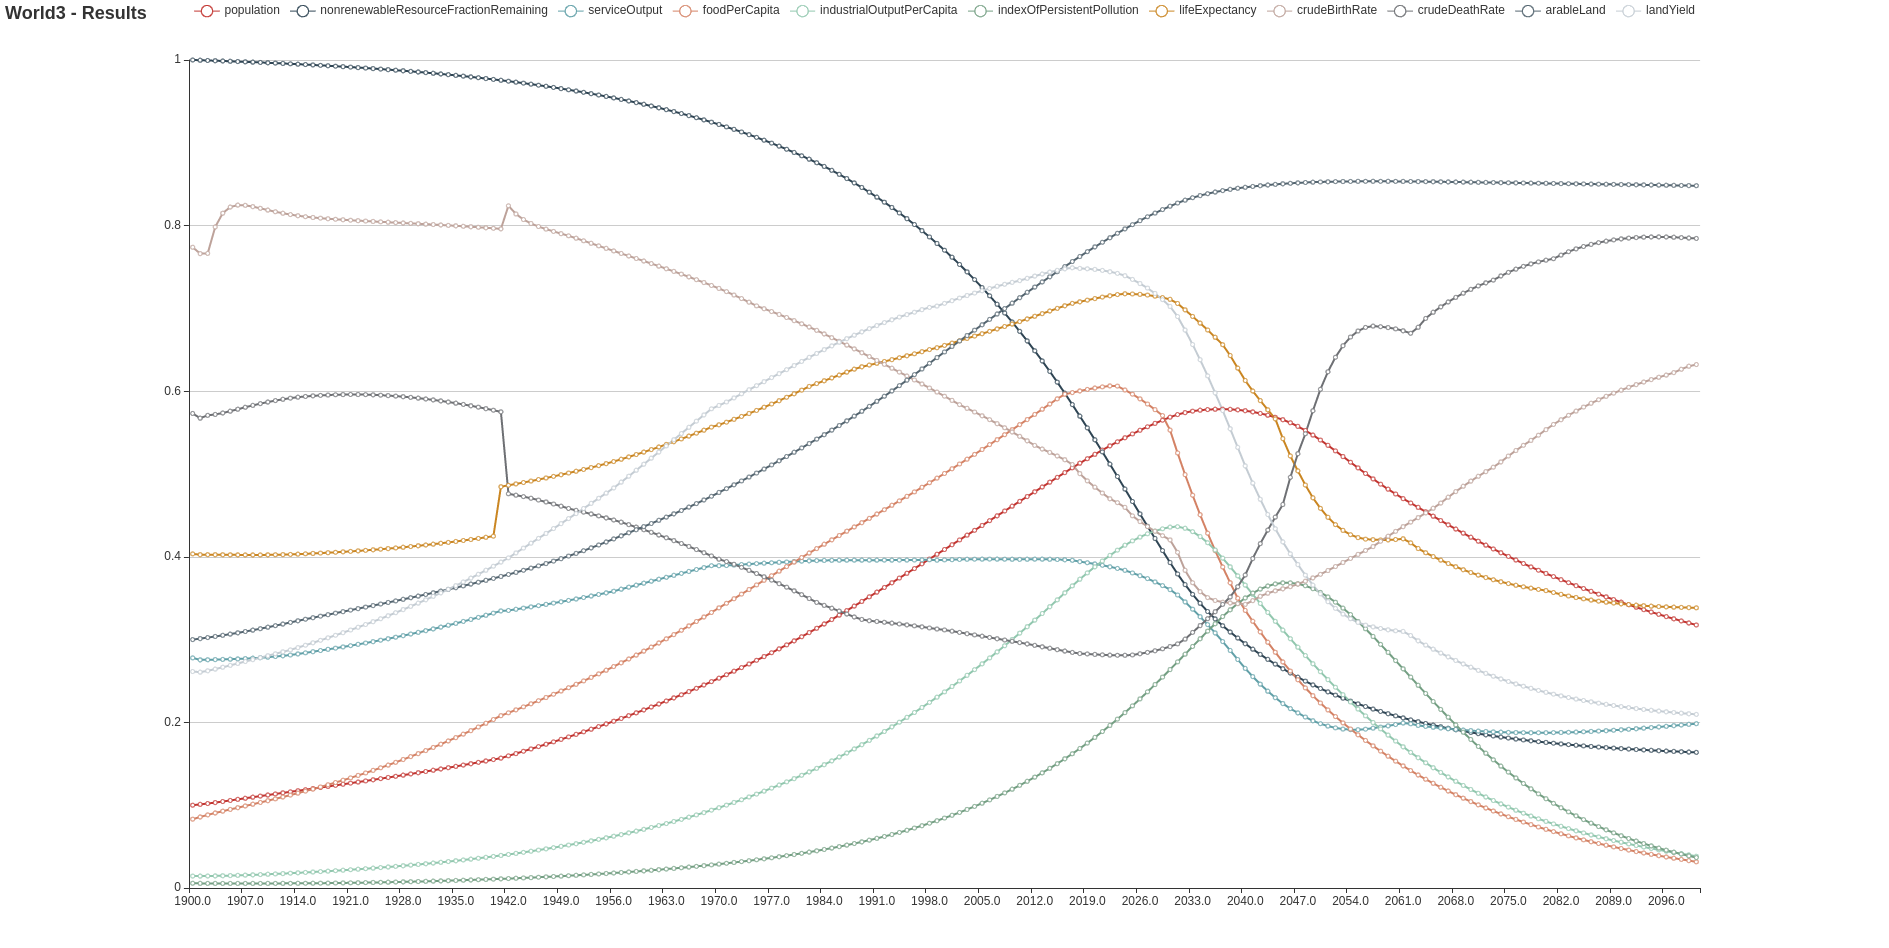 World3 - Results
population nonrenewableResourceFractionRemaining serviceOutput foodPerCapita industrialOutputPerCapita indexOfPersistentPollution lifeExpectancy crudeBirthRate crudeDeathRate arableLand landYield
1
0.8
0.6
0.4
0.2
0
1900.0 1907.0 1914.0 1921.0 1928.0 1935.0 1942.0 1949.0 1956.0 1963.0 1970.0 1977.0 1984.0 1991.0 1998.0 2005.0 2012.0 2019.0 2026.0 2033.0 2040.0 2047.0 2054.0 2061.0 2068.0 2075.0 2082.0 2089.0 2096.0